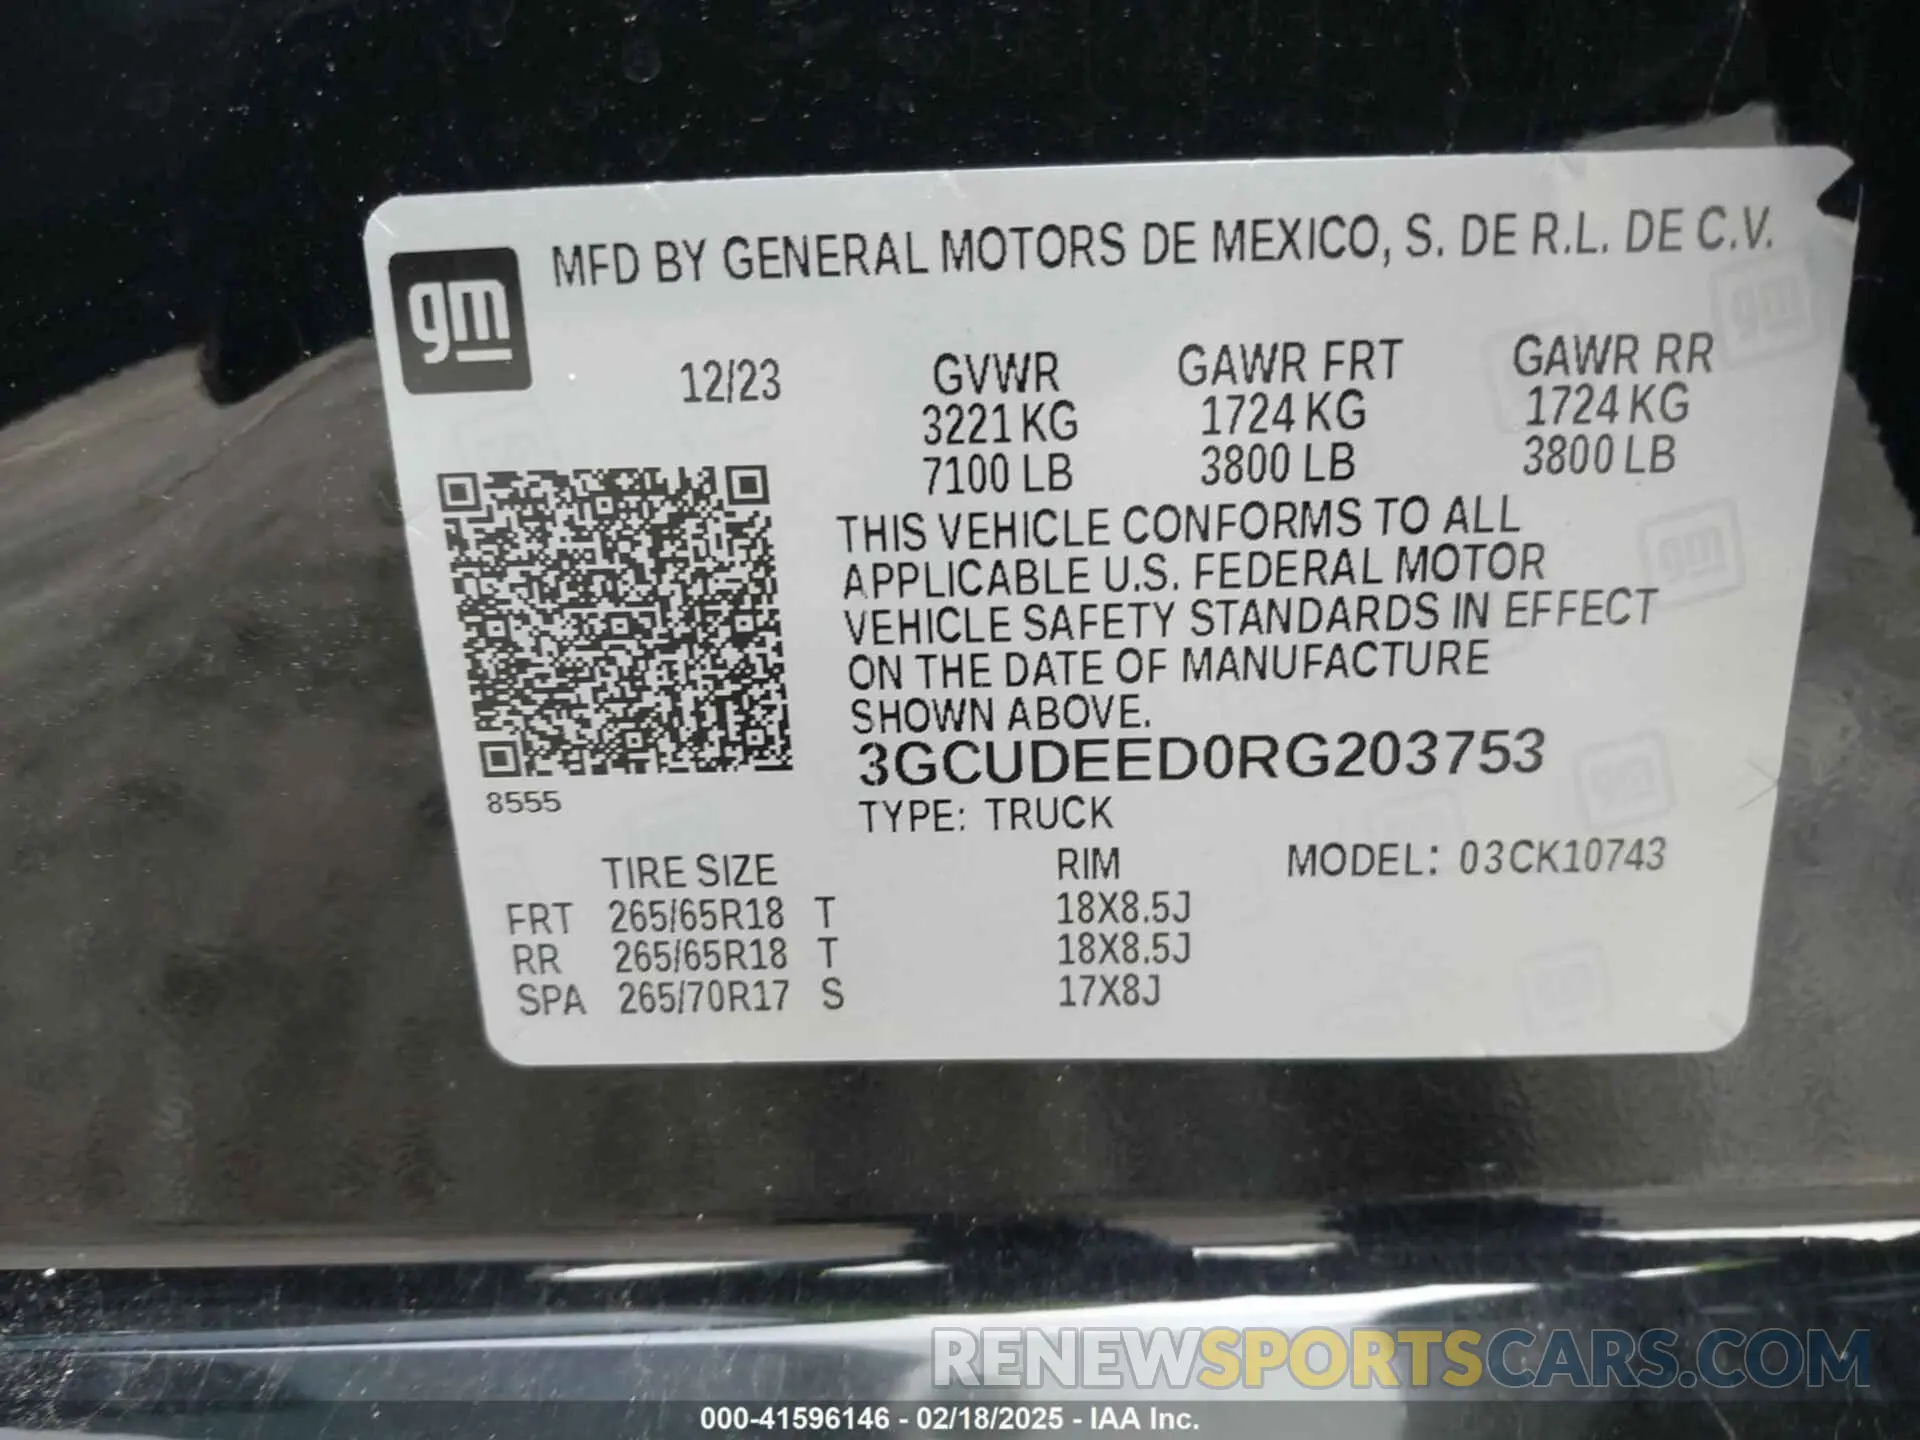 gm
MFD BY GENERAL MOTORS DE MEXICO, S. DE R.L. DE C.V.
12/23 GVWR GAWR FRT GAWR RR
3221 KG 1724 KG 1724 KG
7100 LB 3800 LB 3800 LB
THIS VEHICLE CONFORMS TO ALL
APPLICABLE U.S. FEDERAL MOTOR
VEHICLE SAFETY STANDARDS IN EFFECT
ON THE DATE OF MANUFACTURE
SHOWN ABOVE.
3GCUDEED0RG203753
8555
TYPE: TRUCK
TIRE SIZE RIM MODEL: 03CK10743
FRT 265/65R18 T 18X8.5J
RR 265/65R18 T 18X8.5J
SPA 265/70R17 S 17X8J
RENEWSPORTSCARS.COM
000-41596146 - 02/18/2025 - IAA Inc.